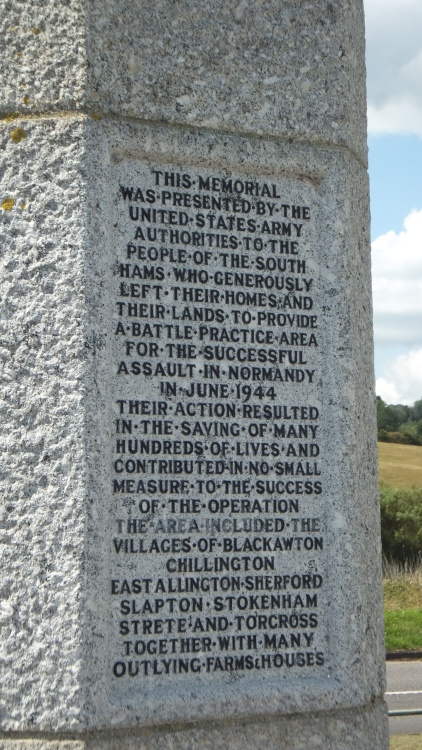 THIS·MEMORIAL
WAS·PRESENTED·BY·THE
UNITED·STATES·ARMY
AUTHORITIES·TO·THE
PEOPLE·OF·THE·SOUTH
HAMS·WHO·GENEROUSLY
LEFT·THEIR·HOMES·AND
THEIR·LANDS·TO·PROVIDE
A·BATTLE·PRACTICE·AREA
FOR·THE·SUCCESSFUL
ASSAULT·IN·NORMANDY
IN·JUNE·1944
THEIR·ACTION·RESULTED
IN·THE·SAVING·OF·MANY
HUNDREDS·OF·LIVES·AND
CONTRIBUTED·IN·NO·SMALL
MEASURE·TO·THE·SUCCESS
OF·THE·OPERATION
THE·AREA·INCLUDED·THE
VILLAGES·OF·BLACKAWTON
CHILLINGTON
EAST ALLINGTON·SHERFORD
SLAPTON·STOKENHAM
STRETE·AND·TORCROSS
TOGETHER·WITH·MANY
OUTLYING·FARMS&HOUSES